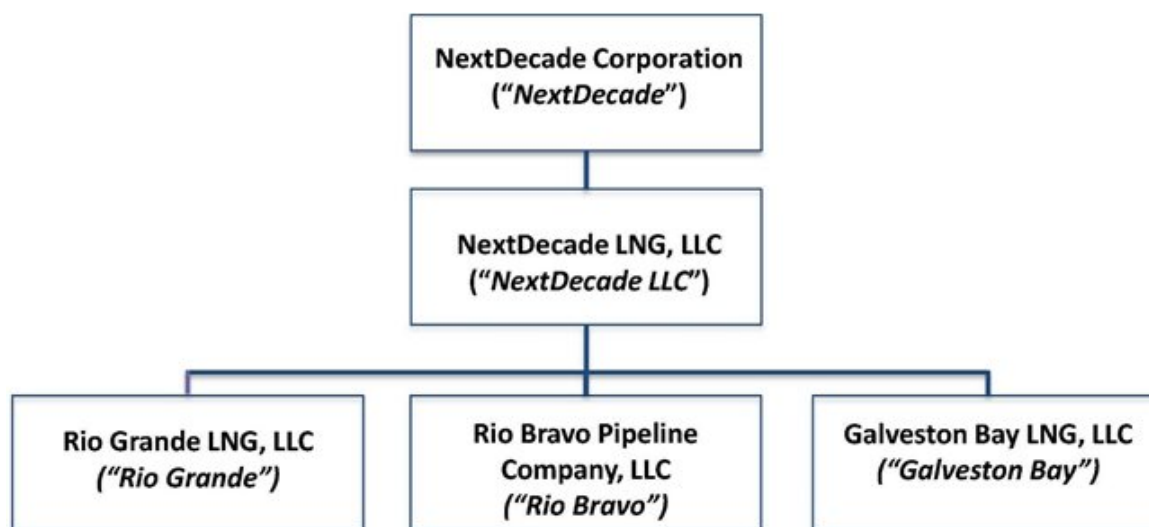 NextDecade Corporation
(“NextDecade”)
NextDecade LNG, LLC
(“NextDecade LLC”)
Rio Grande LNG, LLC
(“Rio Grande”)
Rio Bravo Pipeline
Company, LLC
(“Rio Bravo”)
Galveston Bay LNG, LLC
(“Galveston Bay”)